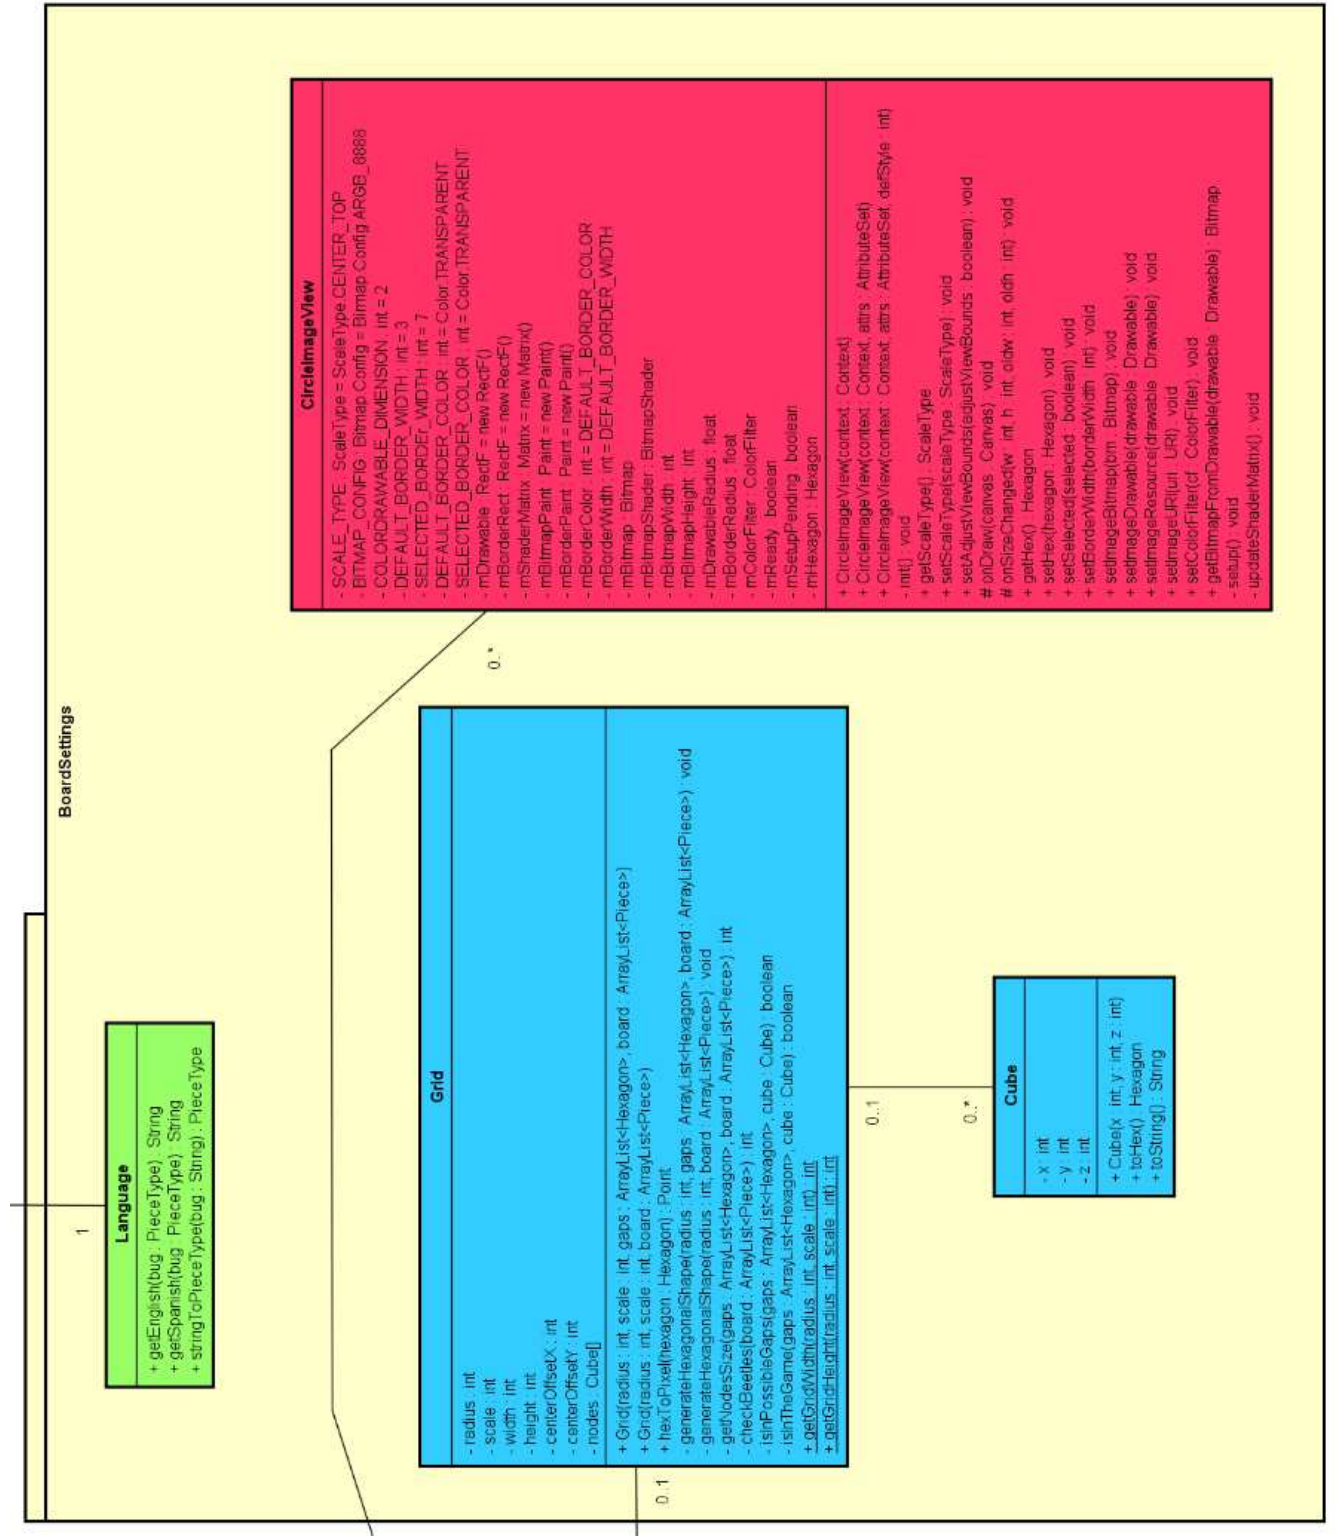 BoardSettings
Language
+ getEnglish(bug : PieceType) : String
+ getSpanish(bug : PieceType) : String
+ stringToPieceType(bug : String) : PieceType
1
CircleImageView
- SCALE_TYPE : ScaleType = ScaleType.CENTER_TOP
- BITMAP_CONFIG : Bitmap.Config = Bitmap.Config.ARGB_8888
- COLORDRAWABLE_DIMENSION : int = 2
- DEFAULT_BORDER_WIDTH : int = 3
- SELECTED_BORDER_WIDTH : int = 7
- DEFAULT_BORDER_COLOR : int = Color.TRANSPARENT
- SELECTED_BORDER_COLOR : int = Color.TRANSPARENT
- mDrawable : RectF = new RectF()
- mBorderRect : RectF = new RectF()
- mShaderMatrix : Matrix = new Matrix()
- mBitmapPaint : Paint = new Paint()
- mBorderPaint : Paint = new Paint()
- mBorderColor : int = DEFAULT_BORDER_COLOR
- mBorderWidth : int = DEFAULT_BORDER_WIDTH
- mBitmap : Bitmap
- mBitmapShader : BitmapShader
- mBitmapWidth : int
- mBitmapHeight : int
- mDrawableRadius : float
- mBorderRadius : float
- mColorFilter : ColorFilter
- mReady : boolean
- mSetupPending : boolean
- mHexagon : Hexagon
+ CircleImageView(context : Context)
+ CircleImageView(context : Context, attrs : AttributeSet)
+ CircleImageView(context : Context, attrs : AttributeSet, defStyle : int)
- init() : void
+ getScaleType() : ScaleType
+ setScaleType(scaleType : ScaleType) : void
+ setAdjustViewBounds(adjustViewBounds : boolean) : void
# onDraw(canvas : Canvas) : void
# onSizeChanged(w : int, h : int, oldw : int, oldh : int) : void
+ getHex() : Hexagon
+ setHex(hexagon : Hexagon) : void
+ setSelected(selected : boolean) : void
+ setBorderWidth(borderWidth : int) : void
+ setImageBitmap(bm : Bitmap) : void
+ setImageDrawable(drawable : Drawable) : void
+ setImageResource(drawable : Drawable) : void
+ setImageURI(uri : URI) : void
+ setColorFilter(cf : ColorFilter) : void
+ getBitmapFromDrawable(drawable : Drawable) : Bitmap
- setup() : void
- updateShaderMatrix() : void
0..*
Grid
- radius : int
- scale : int
- width : int
- height : int
- centerOffsetX : int
- centerOffsetY : int
- nodes : Cube[]
+ Grid(radius : int, scale : int, gaps : ArrayList<Hexagon>, board : ArrayList<Piece>)
+ Grid(radius : int, scale : int, board : ArrayList<Piece>)
+ hexToPixel(hexagon : Hexagon) : Point
- generateHexagonalShape(radius : int, gaps : ArrayList<Hexagon>, board : ArrayList<Piece>) : void
- generateHexagonalShape(radius : int, board : ArrayList<Piece>) : void
- getNodesSize(gaps : ArrayList<Hexagon>, board : ArrayList<Piece>) : int
- checkBeetles(board : ArrayList<Piece>) : int
- isInPossibleGaps(gaps : ArrayList<Hexagon>, cube : Cube) : boolean
- isInTheGame(gaps : ArrayList<Hexagon>, cube : Cube) : boolean
+ getGridWidth(radius : int, scale : int) : int
+ getGridHeight(radius : int, scale : int) : int
0..1
0..1
0..*
Cube
- x : int
- y : int
- z : int
+ Cube(x : int, y : int, z : int)
+ toHex() : Hexagon
+ toString() : String